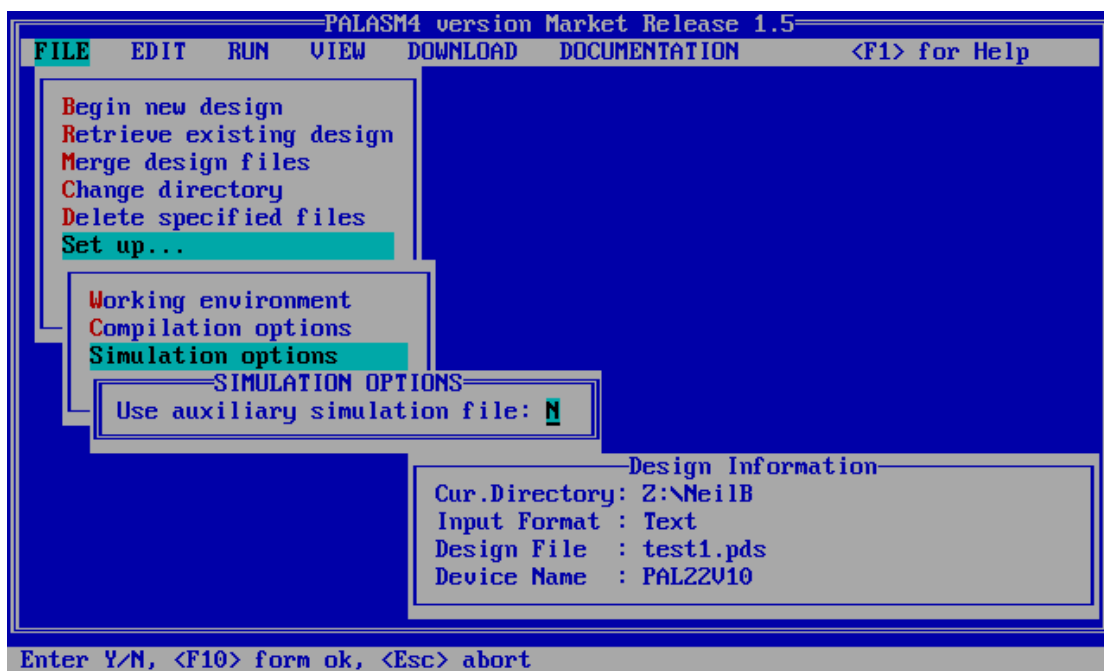 PALASM4 version Market Release 1.5
FILE EDIT RUN VIEW DOWNLOAD DOCUMENTATION <F1> for Help
Begin new design
Retrieve existing design
Merge design files
Change directory
Delete specified files
Set up...
Working environment
Compilation options
Simulation options
SIMULATION OPTIONS
Use auxiliary simulation file: N
Design Information
Cur.Directory: Z:\NeilB
Input Format : Text
Design File : test1.pds
Device Name : PAL22V10
Enter Y/N, <F10> form ok, <Esc> abort